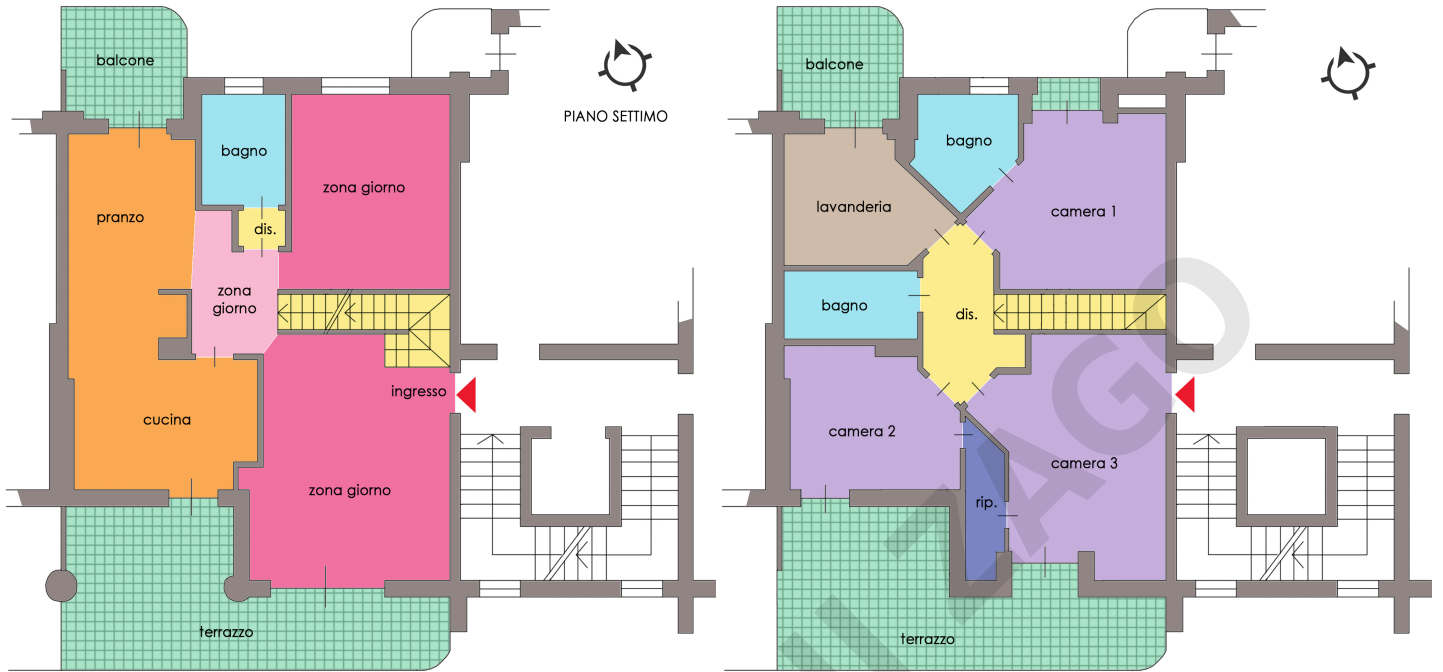 balcone
PIANO SETTIMO
bagno
zona giorno
pranzo
dis.
zona
giorno
ingresso
cucina
zona giorno
terrazzo
balcone
bagno
lavanderia
camera 1
bagno
dis.
camera 2
camera 3
rip.
terrazzo
ZAGO